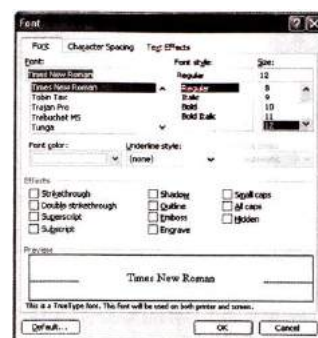 Font
Font Character Spacing Text Effects
Font: Font style: Size:
Times New Roman Regular 12
Times New Roman Regular 8
Tobin Tax Italic 9
Trajan Pro Bold 10
Trebuchet MS Bold Italic 11
Tunga 12
Font color: Underline style:
(none)
Effects
Strikethrough Shadow Small caps
Double strikethrough Outline All caps
Superscript Emboss Hidden
Subscript Engrave
Preview
Times New Roman
This is a TrueType font. This font will be used on both printer and screen.
Default... OK Cancel